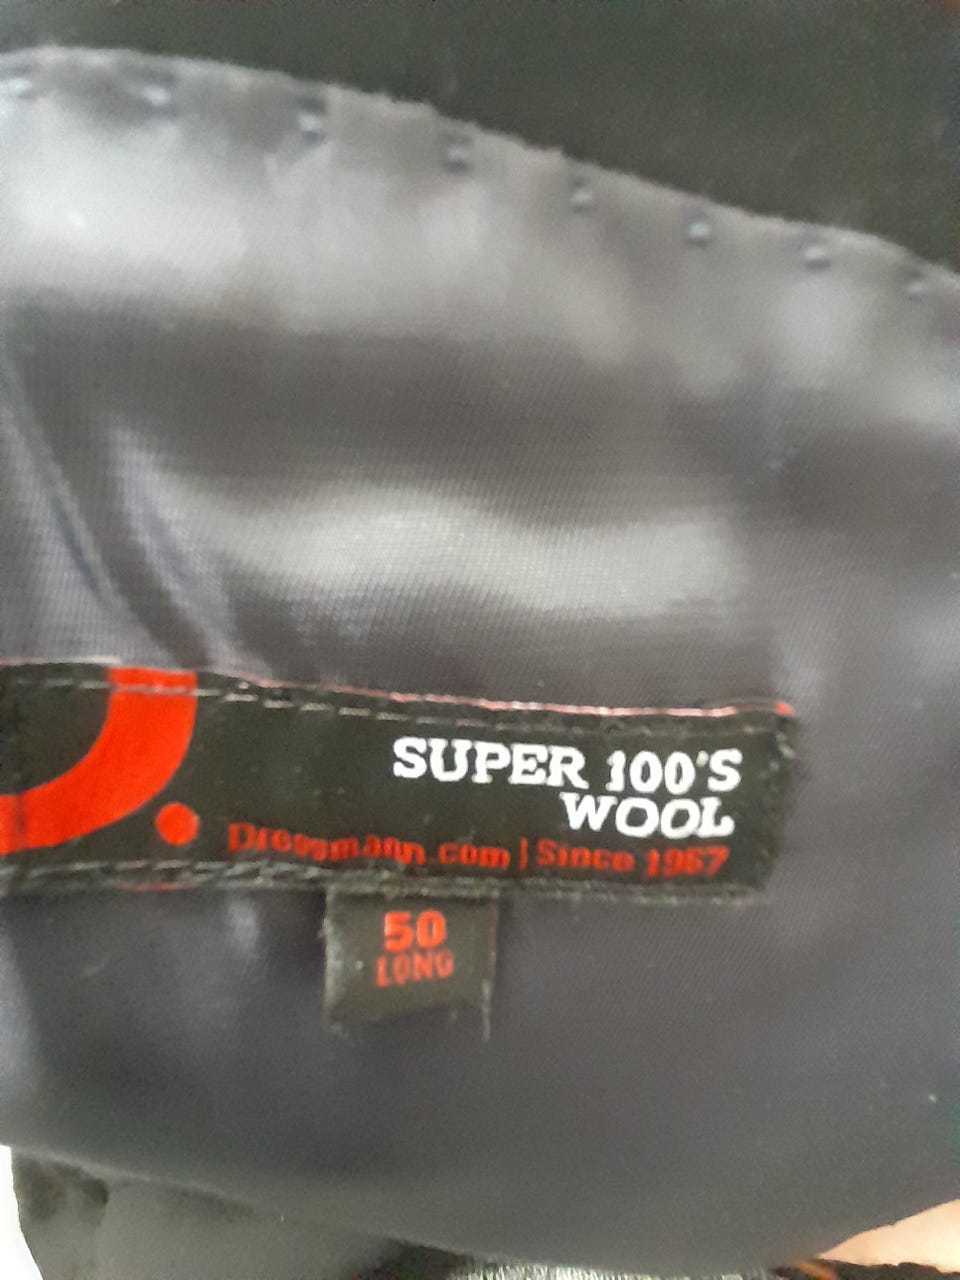 SUPER 100'S
WOOL
Dressmann.com | Since 1967
50
LONG